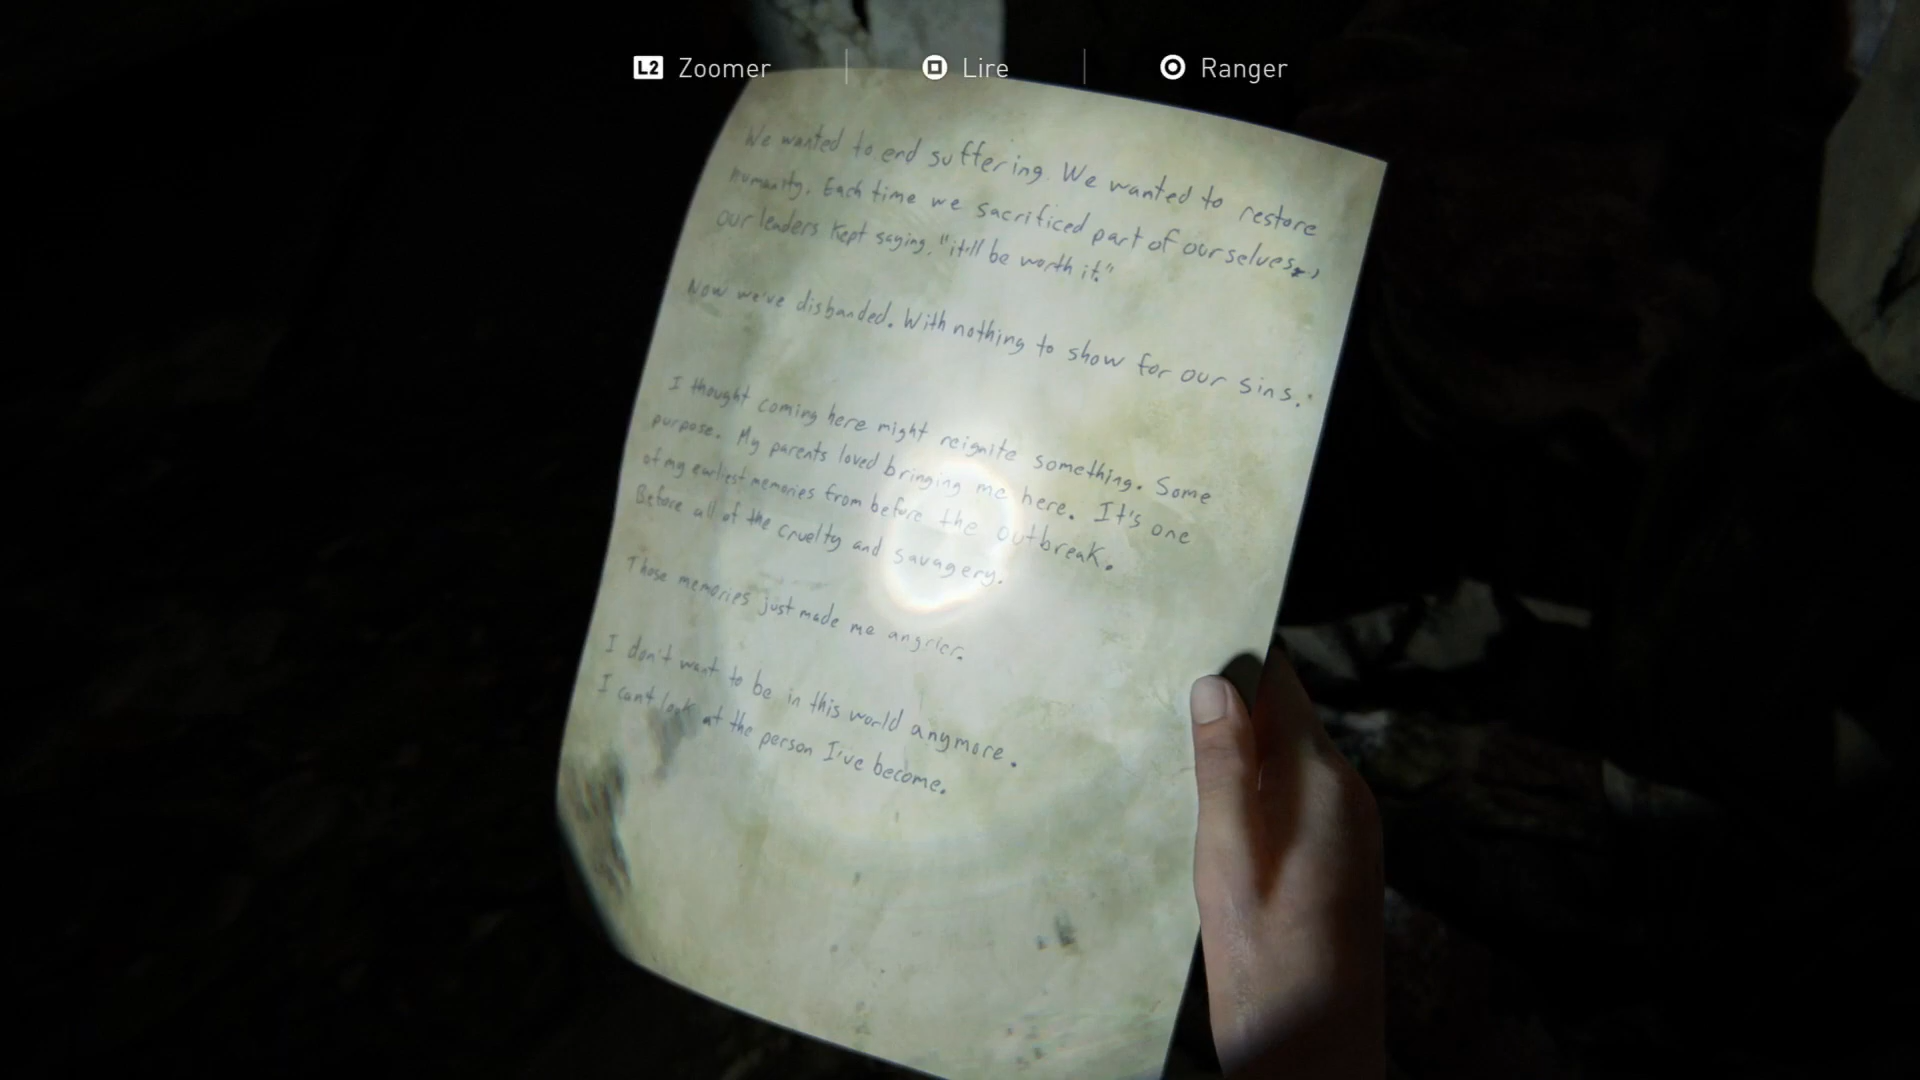 L2 Zoomer Lire Ranger
We wanted to end suffering. We wanted to restore
humanity. Each time we sacrificed part of ourselves,
our leaders kept saying, "it'll be worth it."
Now we've disbanded. With nothing to show for our sins.
I thought coming here might reignite something. Some
purpose. My parents loved bringing me here. It's one
of my earliest memories from before the outbreak.
Before all of the cruelty and savagery.
Those memories just made me angrier.
I don't want to be in this world anymore.
I can't look at the person I've become.